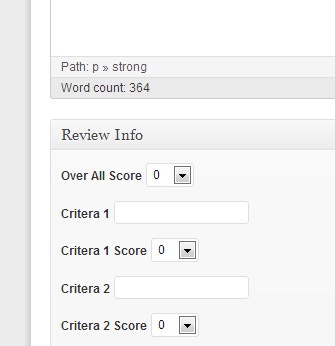 Path: p » strong
Word count: 364
Review Info
Over All Score 0
Critera 1
Critera 1 Score 0
Critera 2
Critera 2 Score 0